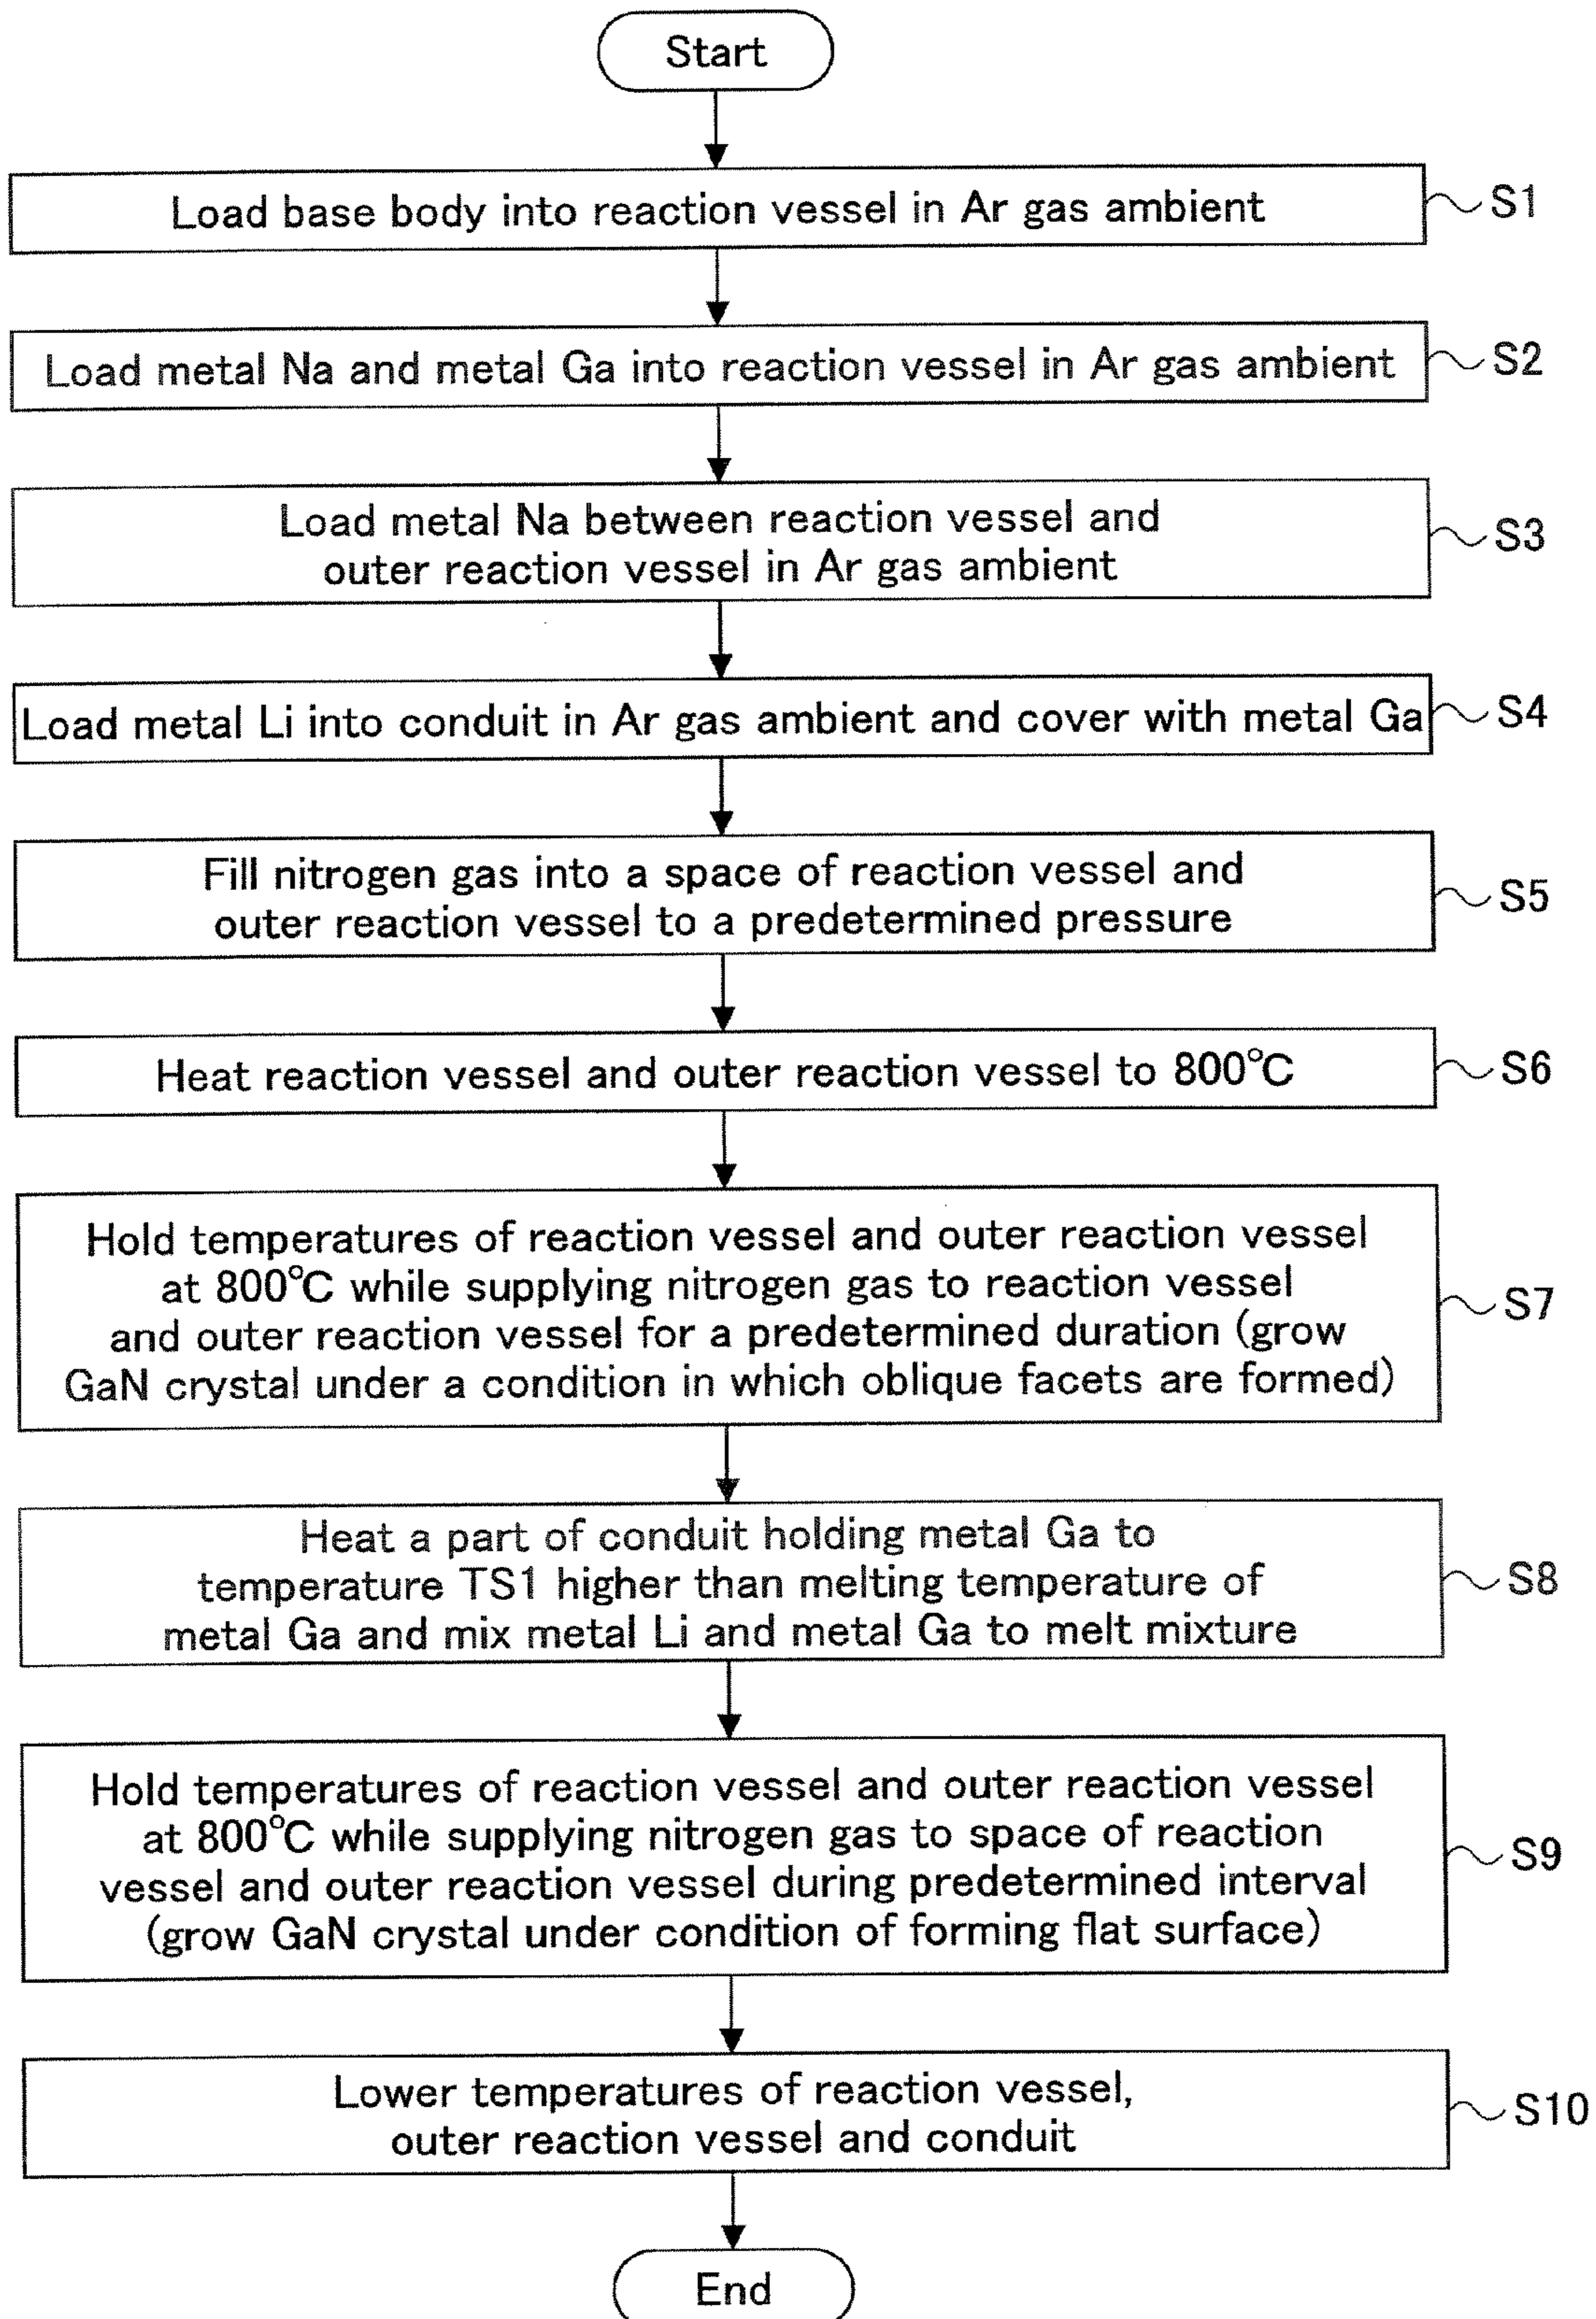 Start
Load base body into reaction vessel in Ar gas ambient
S1
Load metal Na and metal Ga into reaction vessel in Ar gas ambient
S2
Load metal Na between reaction vessel and
outer reaction vessel in Ar gas ambient
S3
Load metal Li into conduit in Ar gas ambient and cover with metal Ga
S4
Fill nitrogen gas into a space of reaction vessel and
outer reaction vessel to a predetermined pressure
S5
Heat reaction vessel and outer reaction vessel to 800℃
S6
Hold temperatures of reaction vessel and outer reaction vessel
at 800℃ while supplying nitrogen gas to reaction vessel
and outer reaction vessel for a predetermined duration (grow
GaN crystal under a condition in which oblique facets are formed)
S7
Heat a part of conduit holding metal Ga to
temperature TS1 higher than melting temperature of
metal Ga and mix metal Li and metal Ga to melt mixture
S8
Hold temperatures of reaction vessel and outer reaction vessel
at 800℃ while supplying nitrogen gas to space of reaction
vessel and outer reaction vessel during predetermined interval
(grow GaN crystal under condition of forming flat surface)
S9
Lower temperatures of reaction vessel,
outer reaction vessel and conduit
S10
End